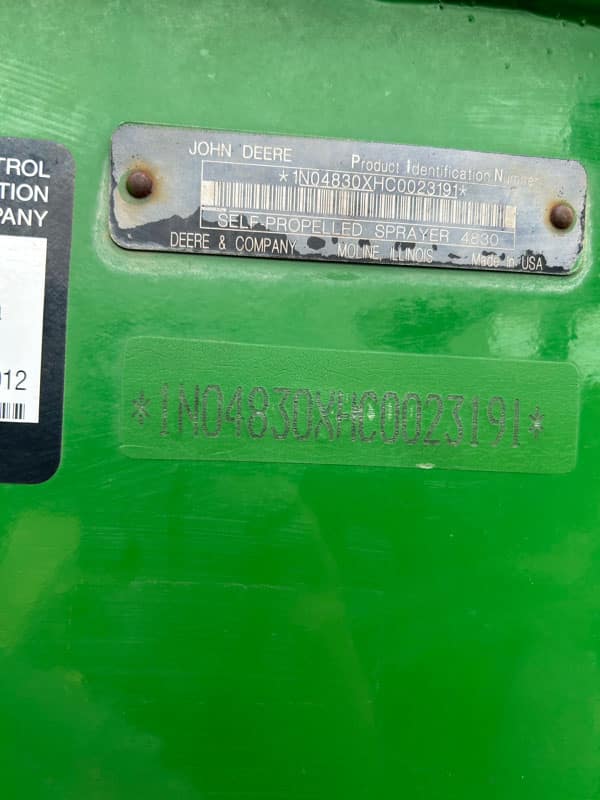 TROL
TION
PANY
012
JOHN DEERE Product Identification Number
*1N04830XHC0023191*
SELF-PROPELLED SPRAYER 4830
DEERE & COMPANY MOLINE, ILLINOIS Made in USA
*1N04830XHC0023191*